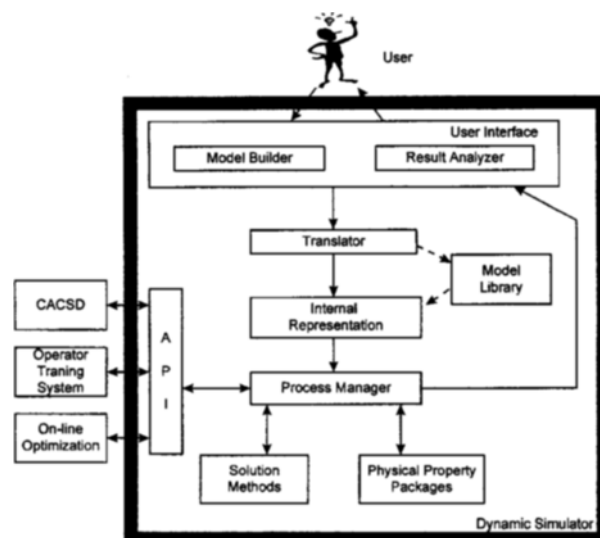 User
User Interface
Model Builder
Result Analyzer
Translator
Model
Library
CACSD
Internal
Representation
A
P
I
Operator
Traning
System
Process Manager
On-line
Optimization
Solution
Methods
Physical Property
Packages
Dynamic Simulator